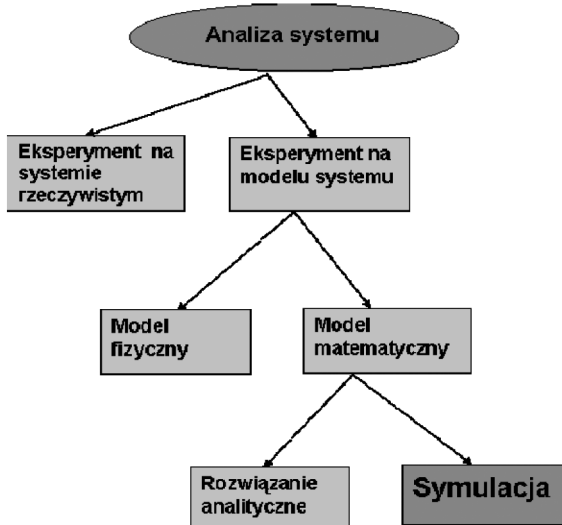 Analiza systemu
Eksperyment na
systemie
rzeczywistym
Eksperyment na
modelu systemu
Model
fizyczny
Model
matematyczny
Rozwiązanie
analityczne
Symulacja